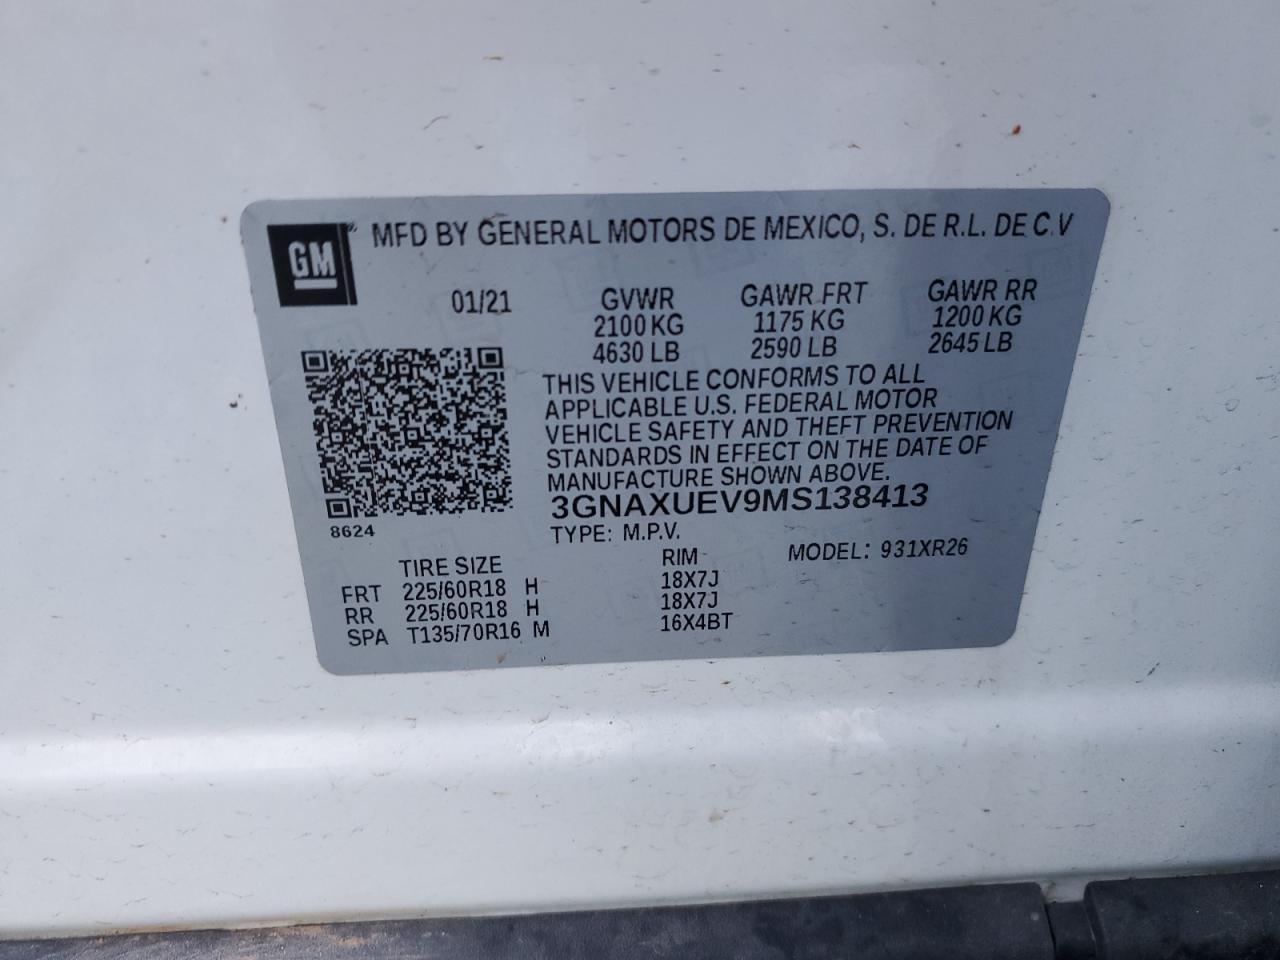 GM
MFD BY GENERAL MOTORS DE MEXICO, S. DE R.L. DE C.V
01/21 GVWR GAWR FRT GAWR RR
2100 KG 1175 KG 1200 KG
4630 LB 2590 LB 2645 LB
THIS VEHICLE CONFORMS TO ALL
APPLICABLE U.S. FEDERAL MOTOR
VEHICLE SAFETY AND THEFT PREVENTION
STANDARDS IN EFFECT ON THE DATE OF
MANUFACTURE SHOWN ABOVE.
3GNAXUEV9MS138413
8624
TYPE: M.P.V.
TIRE SIZE RIM MODEL: 931XR26
FRT 225/60R18 H 18X7J
RR 225/60R18 H 18X7J
SPA T135/70R16 M 16X4BT